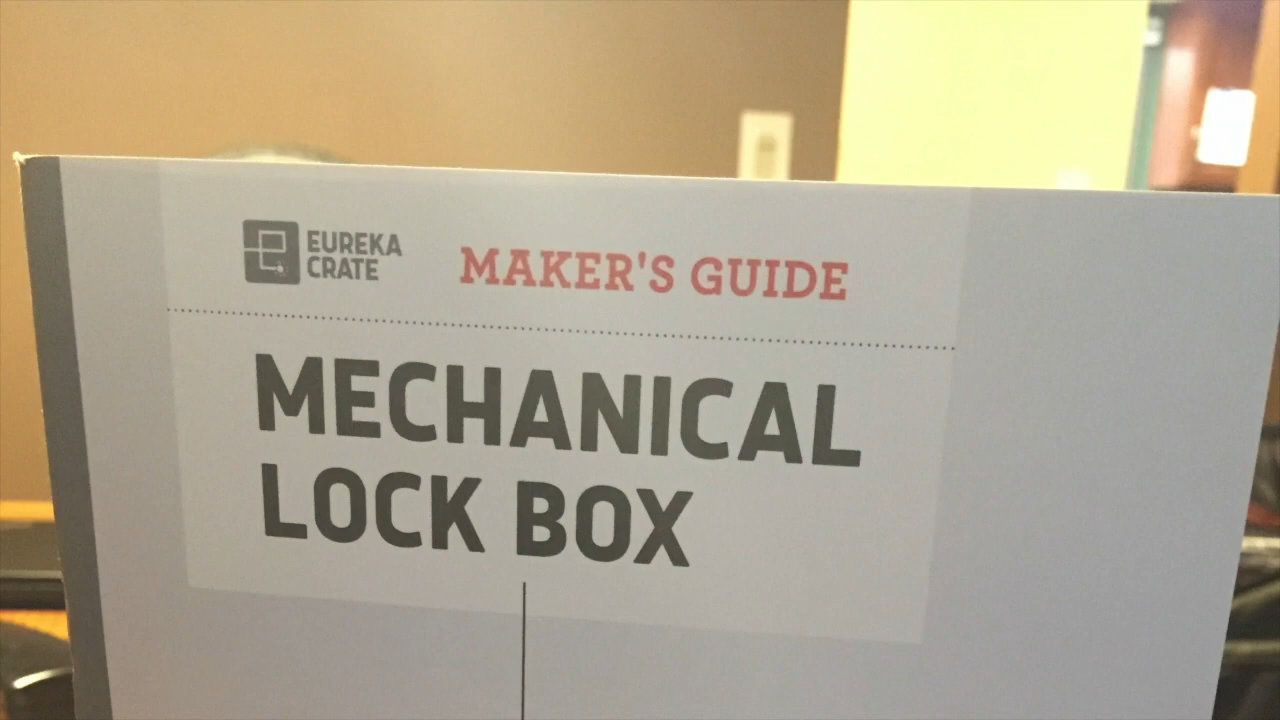 EUREKA
CRATE
MAKER'S GUIDE
MECHANICAL
LOCK BOX